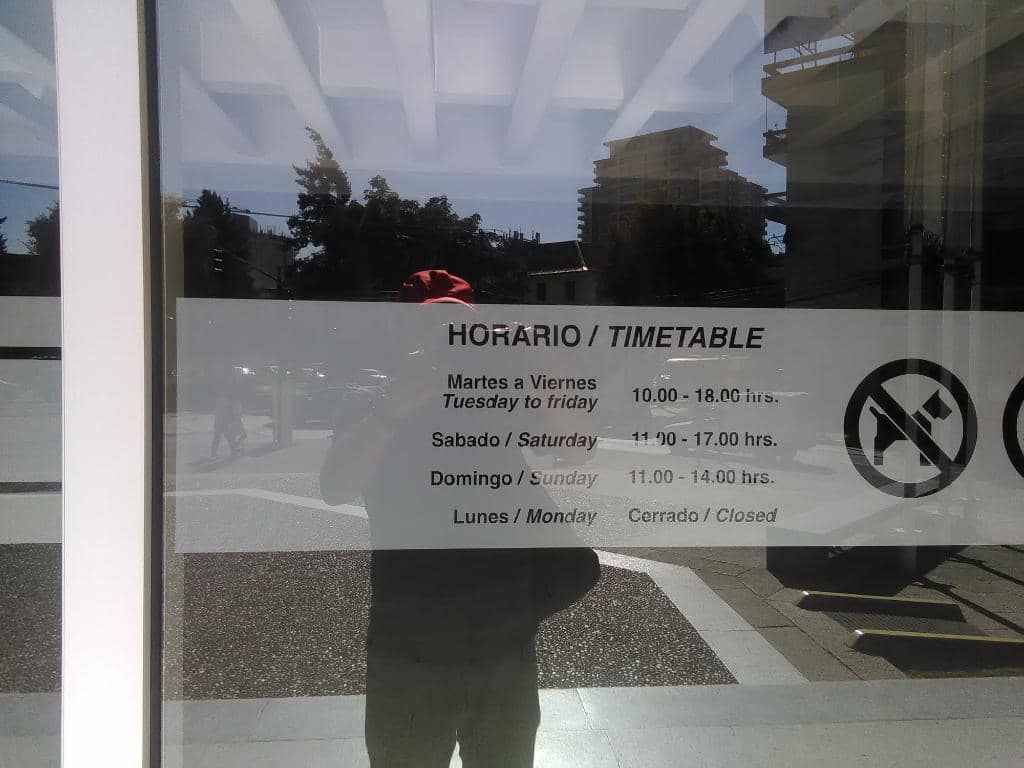 HORARIO / TIMETABLE
Martes a Viernes
Tuesday to friday
10.00 - 18.00 hrs.
Sabado / Saturday 11.00 - 17.00 hrs.
Domingo / Sunday 11.00 - 14.00 hrs.
Lunes / Monday Cerrado / Closed